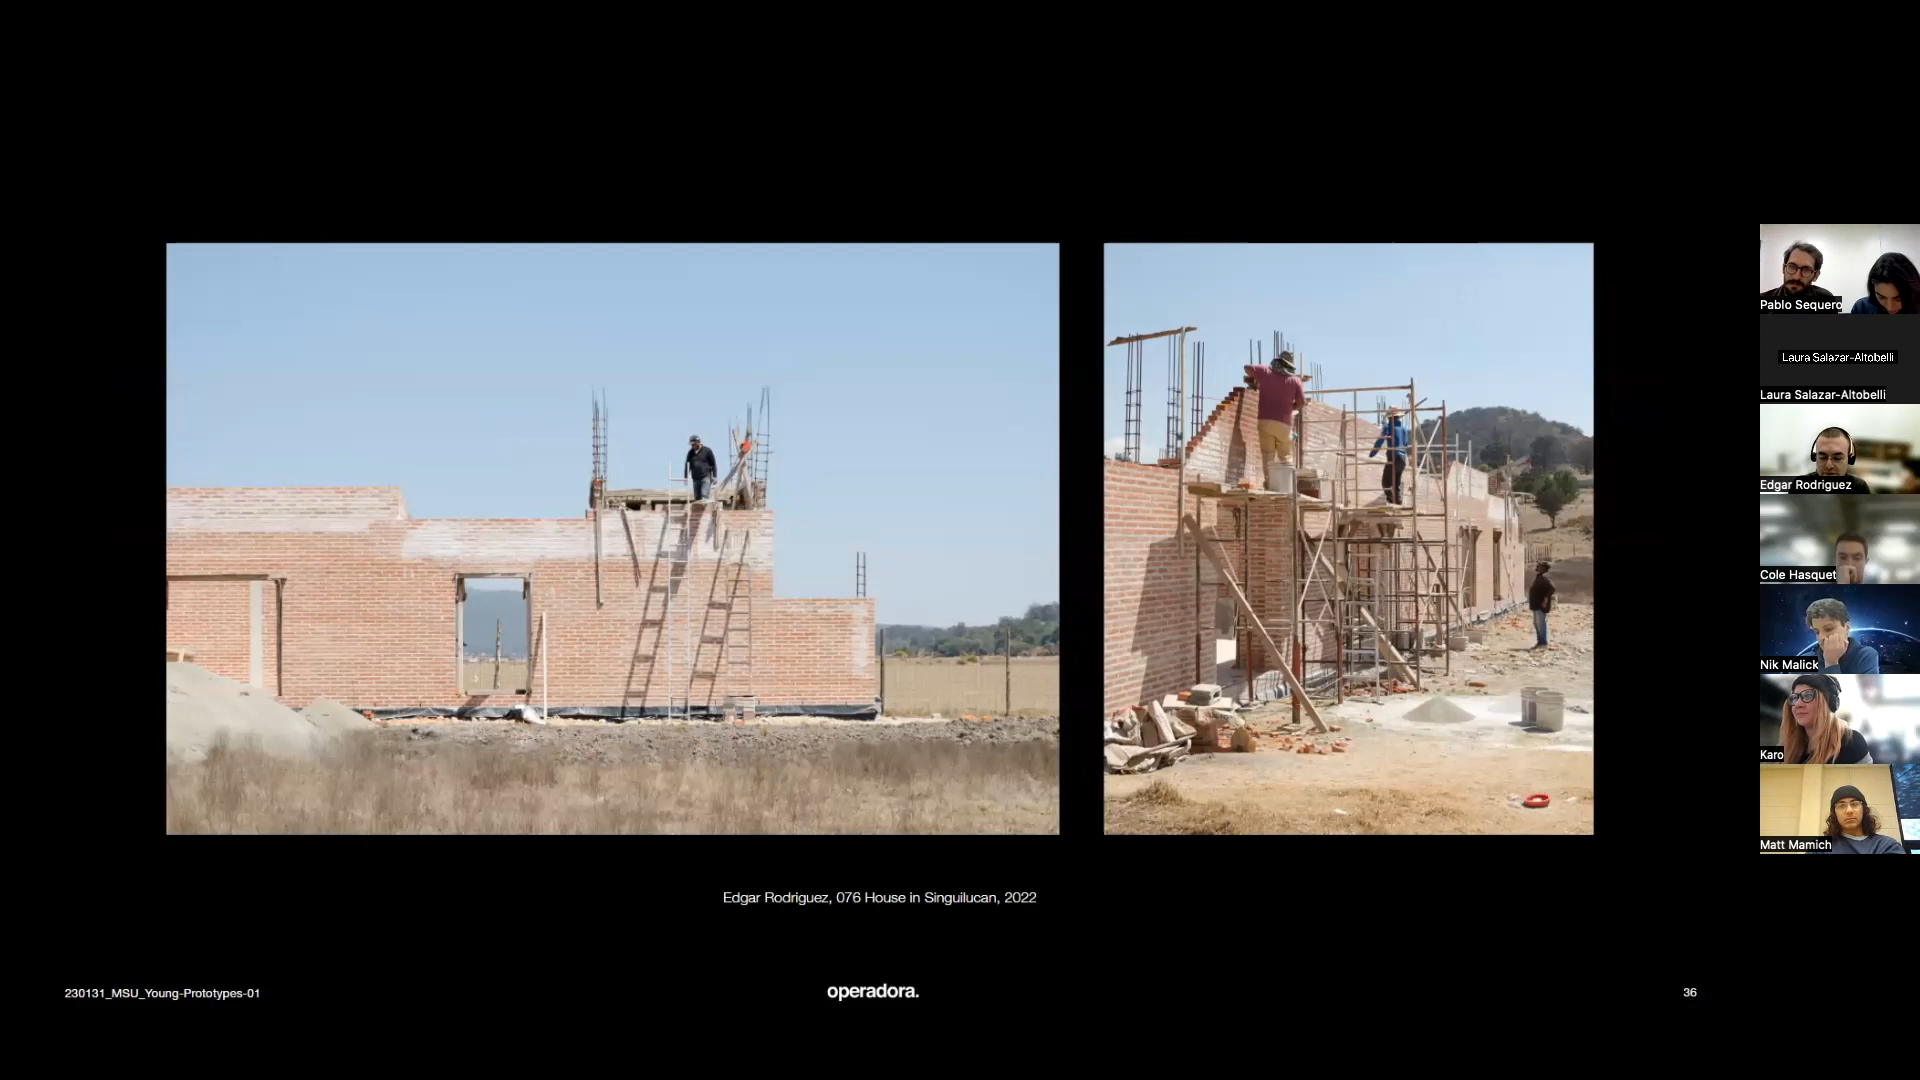 Edgar Rodriguez, 076 House in Singuilucan, 2022
230131_MSU_Young-Prototypes-01
operadora.
36
Pablo Sequero
Laura Salazar-Altobelli
Laura Salazar-Altobelli
Edgar Rodriguez
Cole Hasquet
Nik Malick
Karo
Matt Mamich